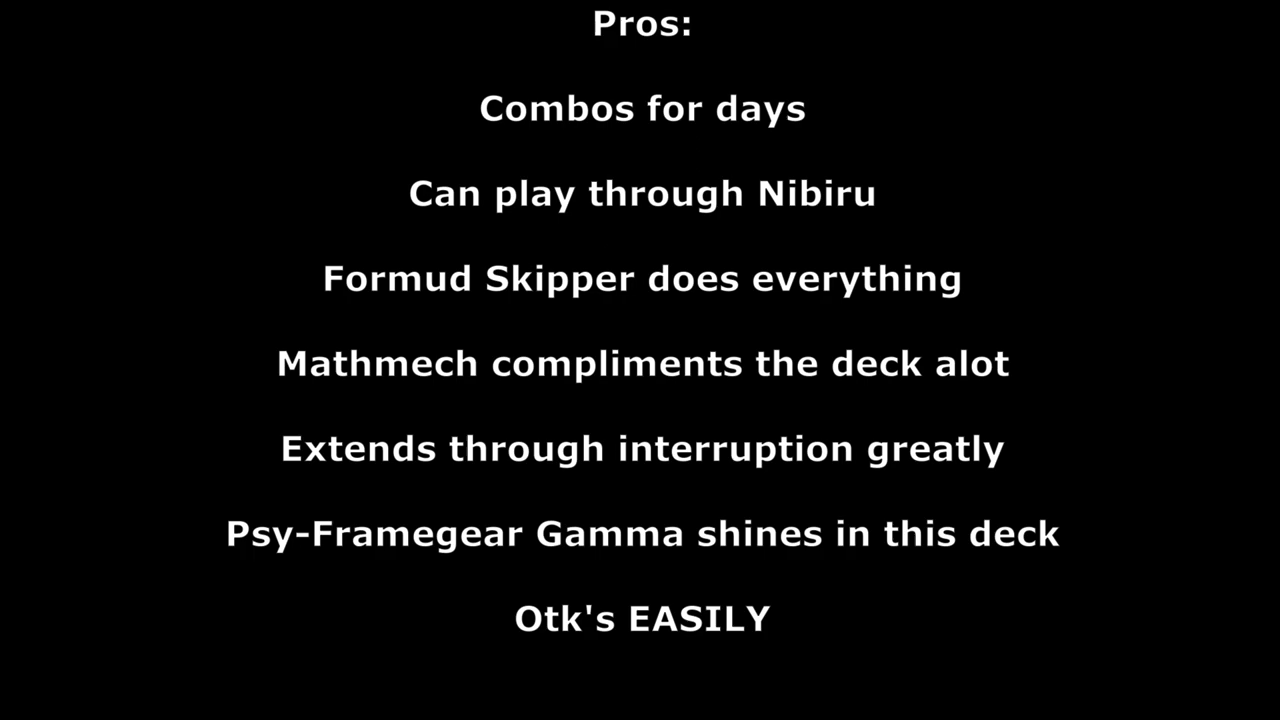 Pros:
Combos for days
Can play through Nibiru
Formud Skipper does everything
Mathmech compliments the deck alot
Extends through interruption greatly
Psy-Framegear Gamma shines in this deck
Otk's EASILY